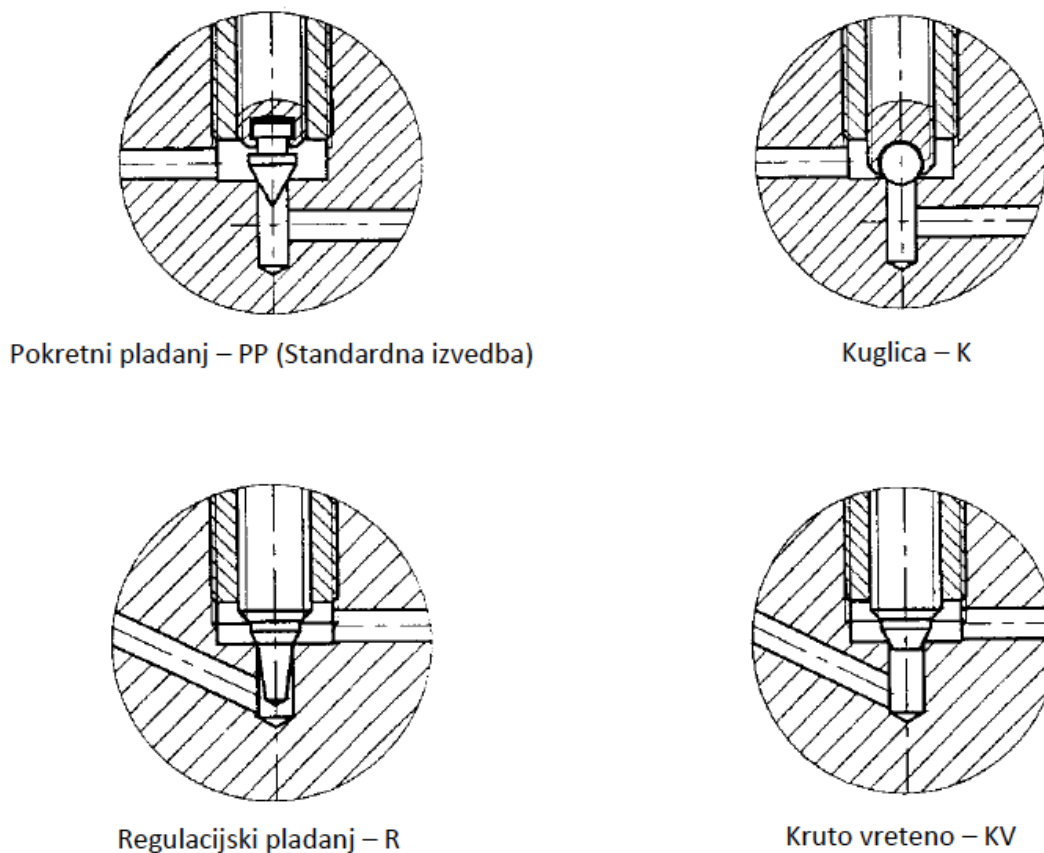 Pokretni pladanj – PP (Standardna izvedba)
Kuglica – K
Regulacijski pladanj – R
Kruto vreteno – KV